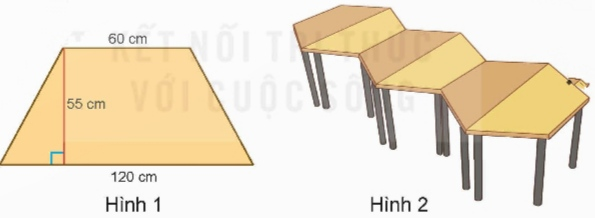 60 cm
KẾT NỐI TRI THỨC
VỚI CUỘC SỐNG
55 cm
120 cm
Hình 1
Hình 2